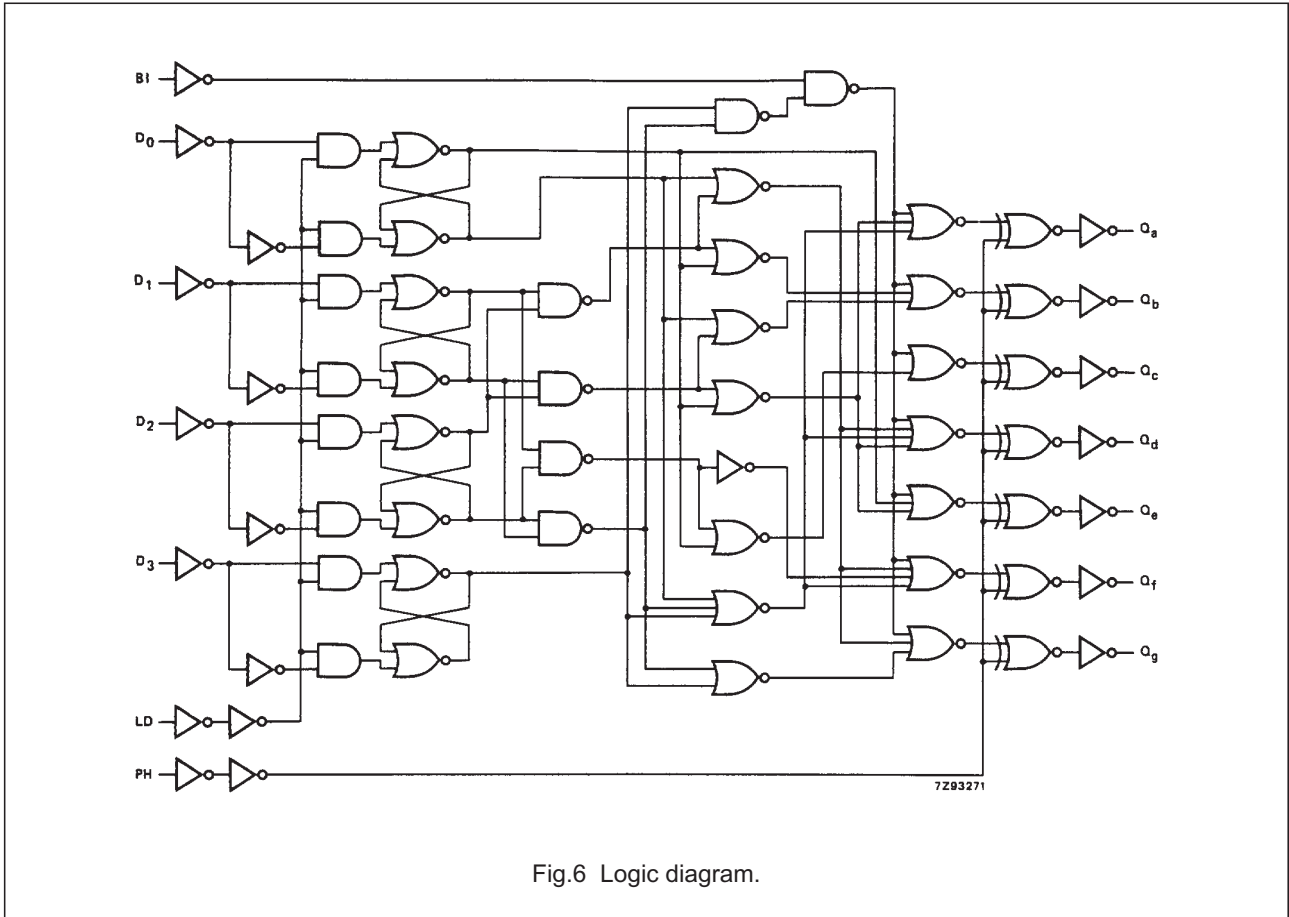 BI
D0
D1
D2
D3
LD
PH
Qa
Qb
Qc
Qd
Qe
Qf
Qg
7Z93271
Fig.6 Logic diagram.